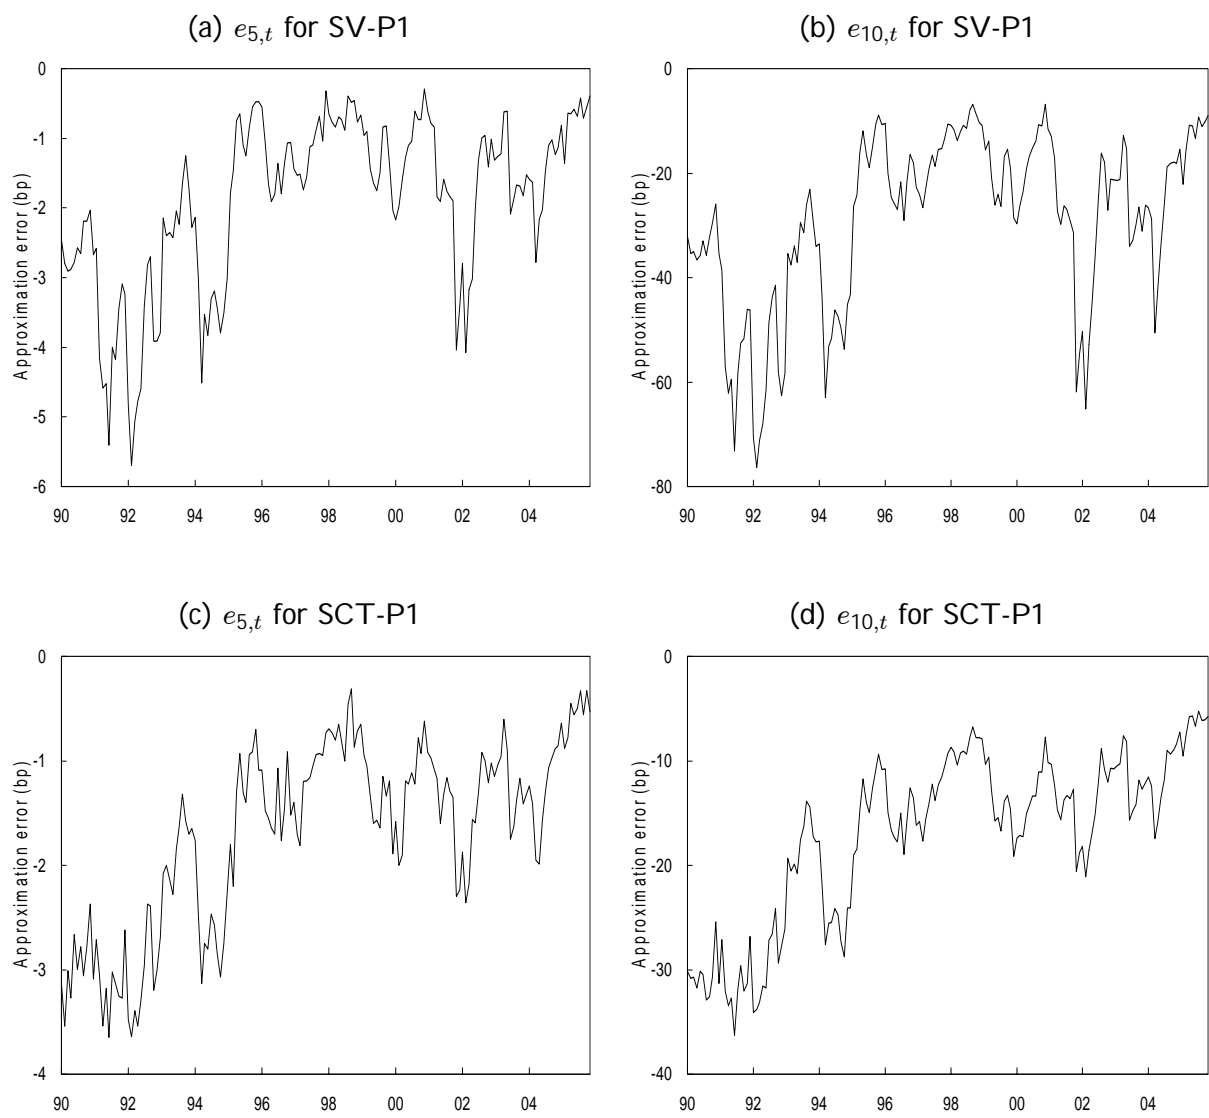 (a) e5,t for SV-P1
0
-1
-2
-3
-4
-5
-6
Approximation error (bp)
90 92 94 96 98 00 02 04
(b) e10,t for SV-P1
0
-20
-40
-60
-80
Approximation error (bp)
90 92 94 96 98 00 02 04
(c) e5,t for SCT-P1
0
-1
-2
-3
-4
Approximation error (bp)
90 92 94 96 98 00 02 04
(d) e10,t for SCT-P1
0
-10
-20
-30
-40
Approximation error (bp)
90 92 94 96 98 00 02 04